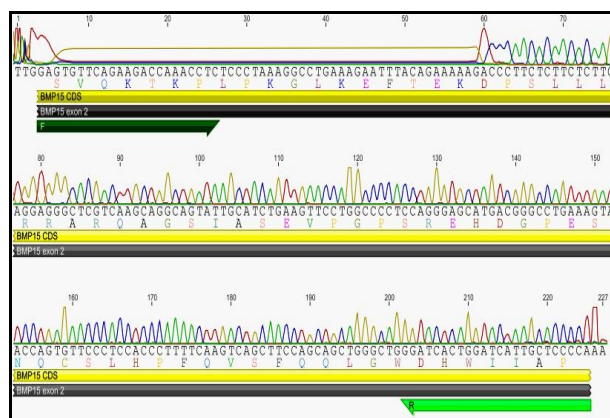 1 10 20 30 40 50 60 70
TTGGAGTGTTCAGAAGACCAAACCTCTCCCTAAAGGCCTGAAAGAATTTACAGAAAAAGACCCTTCTCTTCTCTT
S V Q K T K P L P K G L K E F T E K D P S L L L
BMP15 CDS
BMP15 exon 2
F
80 90 100 110 120 130 140 150
AGGAGGGCTCGTCAAGCAGGCAGTATTGCATCTGAAGTTCCTGGCCCCTCCAGGGAGCATGACGGGCCTGAAAGTA
R R A R Q A G S I A S E V P G P S R E H D G P E S
BMP15 CDS
BMP15 exon 2
160 170 180 190 200 210 220 227
ACCAGTGTTCCCTCCACCCTTTTCAAGTCAGCTTCCAGCAGCTGGGCTGGGATCACTGGATCATTGCTCCCCAAA
N Q C S L H P F Q V S F Q Q L G W D H W I I A P
BMP15 CDS
BMP15 exon 2
R